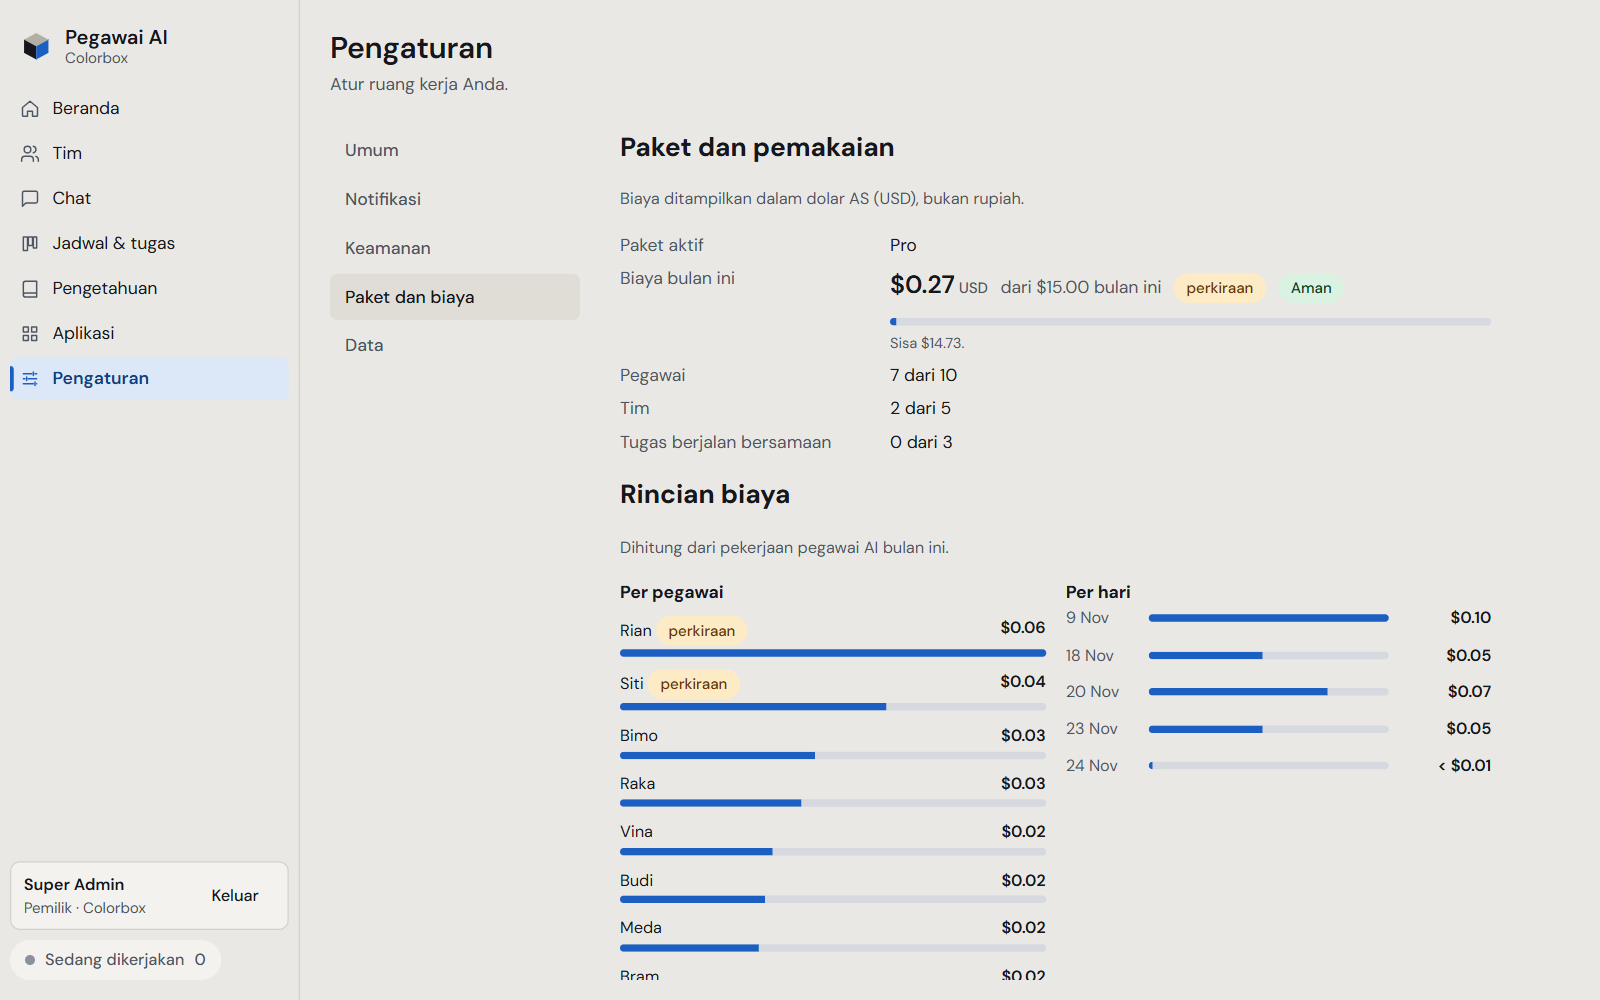 Pegawai AI
Colorbox
Beranda
Tim
Chat
Jadwal & tugas
Pengetahuan
Aplikasi
Pengaturan
Super Admin
Pemilik · Colorbox
Keluar
Sedang dikerjakan 0
Pengaturan
Atur ruang kerja Anda.
Umum
Notifikasi
Keamanan
Paket dan biaya
Data
Paket dan pemakaian
Biaya ditampilkan dalam dolar AS (USD), bukan rupiah.
Paket aktif Pro
Biaya bulan ini $0.27 USD dari $15.00 bulan ini perkiraan Aman
Sisa $14.73.
Pegawai 7 dari 10
Tim 2 dari 5
Tugas berjalan bersamaan 0 dari 3
Rincian biaya
Dihitung dari pekerjaan pegawai AI bulan ini.
Per pegawai
Rian perkiraan $0.06
Siti perkiraan $0.04
Bimo $0.03
Raka $0.03
Vina $0.02
Budi $0.02
Meda $0.02
Bram $0.02
Per hari
9 Nov $0.10
18 Nov $0.05
20 Nov $0.07
23 Nov $0.05
24 Nov < $0.01